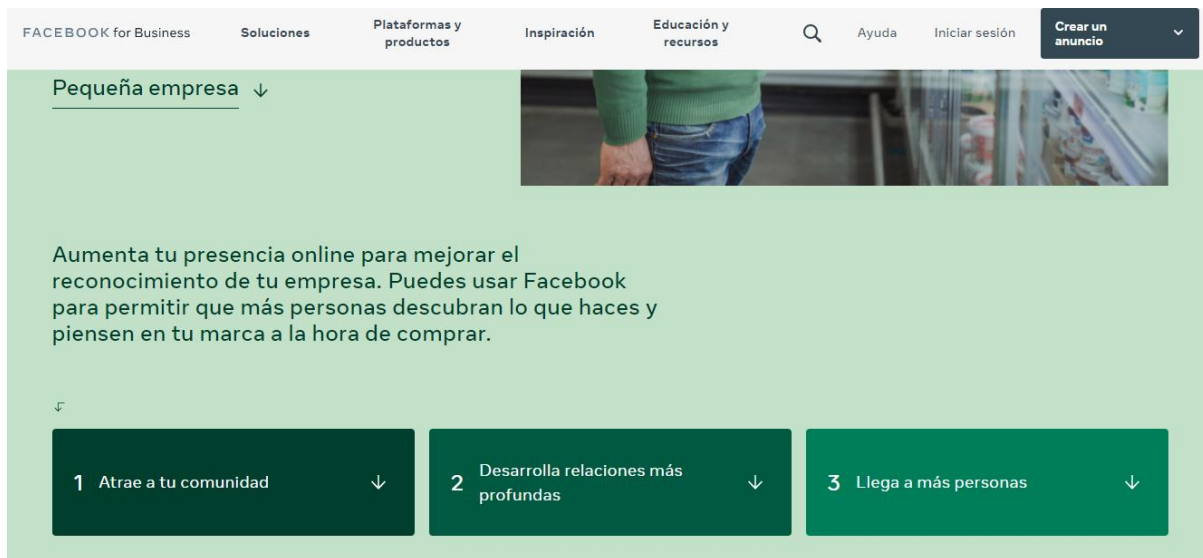 FACEBOOK for Business
Soluciones
Plataformas y
productos
Inspiración
Educación y
recursos
Ayuda
Iniciar sesión
Crear un
anuncio
Pequeña empresa
Aumenta tu presencia online para mejorar el
reconocimiento de tu empresa. Puedes usar Facebook
para permitir que más personas descubran lo que haces y
piensen en tu marca a la hora de comprar.
1 Atrae a tu comunidad
2 Desarrolla relaciones más
profundas
3 Llega a más personas